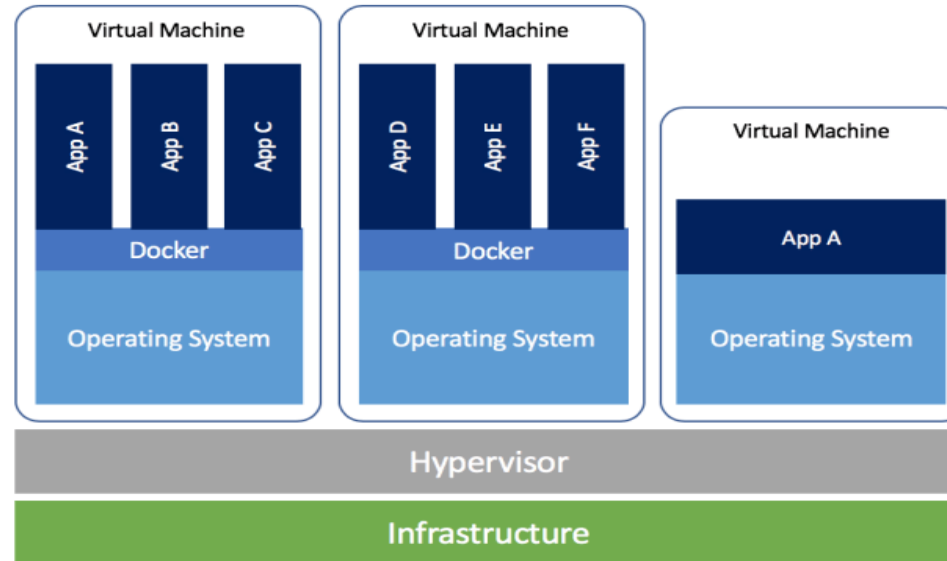 Virtual Machine
App A
App B
App C
Docker
Operating System
Virtual Machine
App D
App E
App F
Docker
Operating System
Virtual Machine
App A
Operating System
Hypervisor
Infrastructure